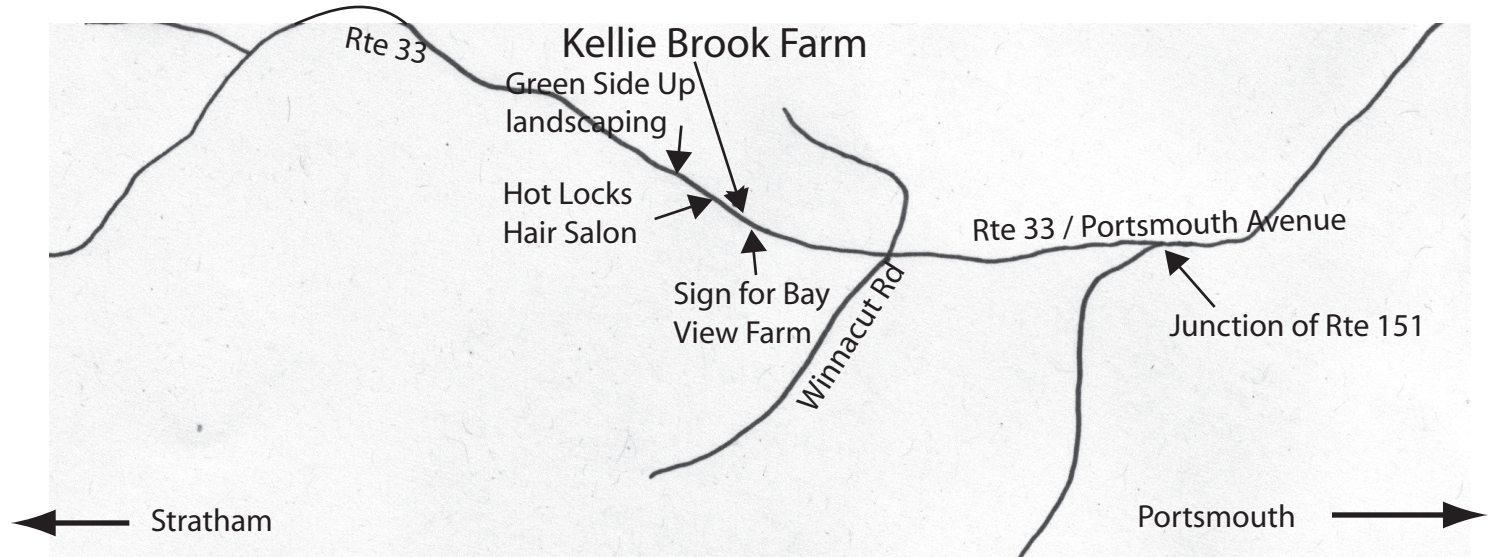 Rte 33
Kellie Brook Farm
Green Side Up
landscaping
Hot Locks
Hair Salon
Rte 33 / Portsmouth Avenue
Sign for Bay
View Farm
Winnacut Rd
Junction of Rte 151
Stratham
Portsmouth